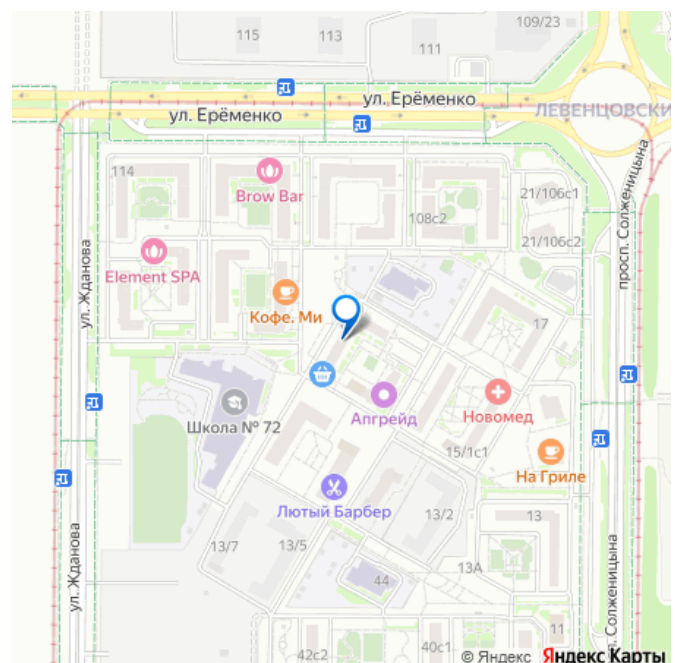 109/23
115
113
111
ул. Ерёменко
ул. Ерёменко
ЛЕВЕНЦОВСКИ
114
Brow Bar
108с2
21/106с1
21/106с2
просп. Солженицына
ул. Жданова
Element SPA
Кофе. Ми
17
Школа № 72
Апгрейд
Новомед
15/1с1
На Гриле
Лютый Барбер
13/2
13
13/7
13/5
13А
44
ул. Жданова
. Солженицына
11
40с1
42с2
© Яндекс Яндекс Карты